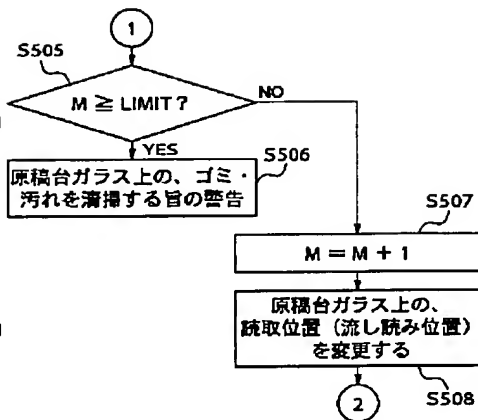 1
S505
M ≧ LIMIT?
NO
YES
S506
原稿台ガラス上の、ゴミ・
汚れを清掃する旨の警告
S507
M = M + 1
原稿台ガラス上の、
読取位置(流し読み位置)
を変更する
S508
2